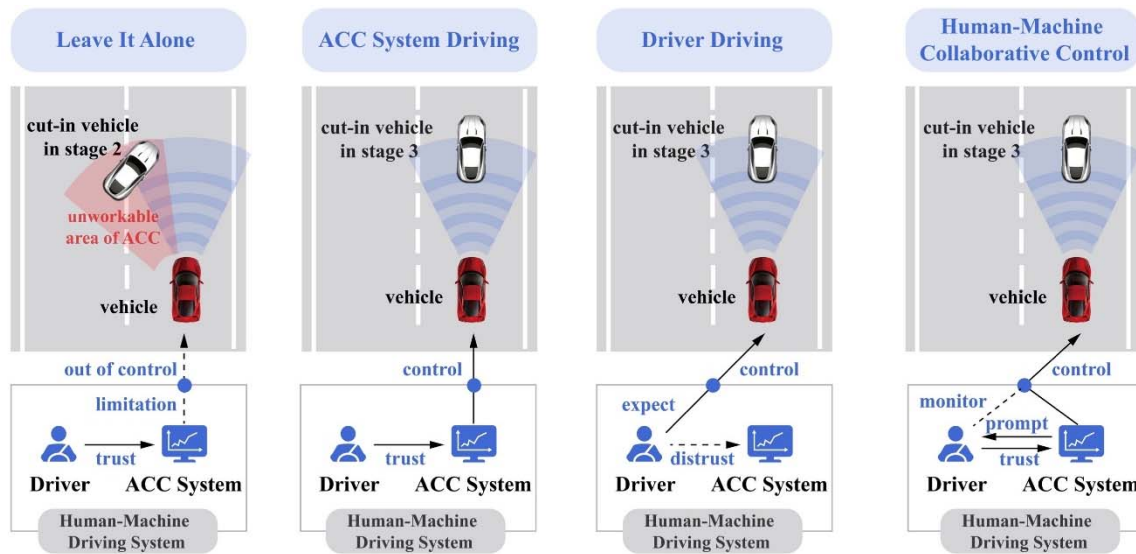 Leave It Alone
cut-in vehicle
in stage 2
unworkable
area of ACC
vehicle
out of control
limitation
trust
Driver
ACC System
Human-Machine
Driving System
ACC System Driving
cut-in vehicle
in stage 3
vehicle
control
trust
Driver
ACC System
Human-Machine
Driving System
Driver Driving
cut-in vehicle
in stage 3
vehicle
control
expect
distrust
Driver
ACC System
Human-Machine
Driving System
Human-Machine
Collaborative Control
cut-in vehicle
in stage 3
vehicle
control
monitor
prompt
trust
Driver
ACC System
Human-Machine
Driving System